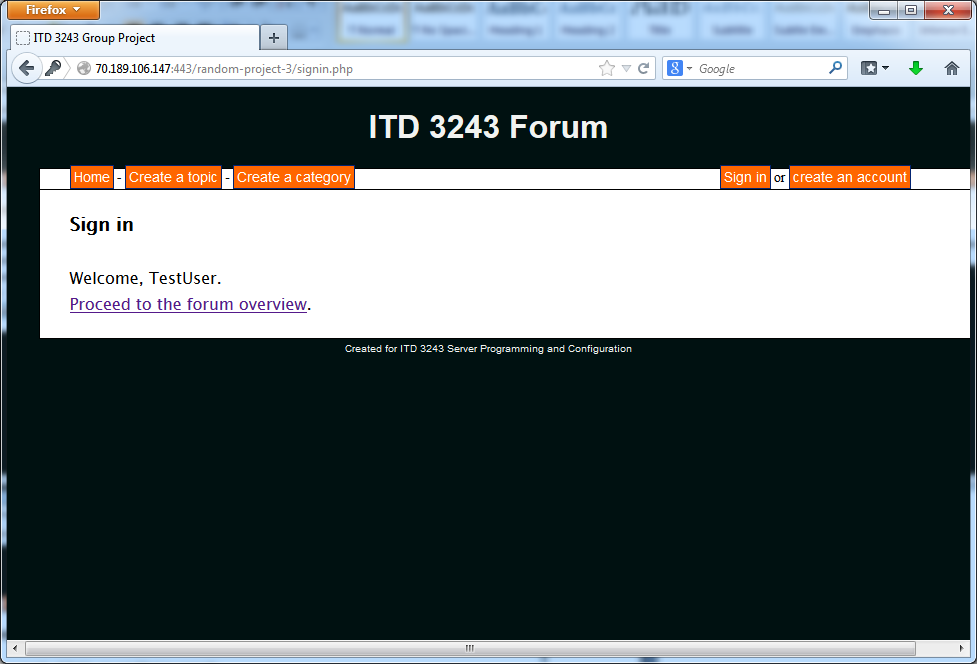 Firefox
ITD 3243 Group Project
70.189.106.147:443/random-project-3/signin.php
Google
ITD 3243 Forum
Home - Create a topic - Create a category
Sign in or create an account
Sign in
Welcome, TestUser.
Proceed to the forum overview.
Created for ITD 3243 Server Programming and Configuration